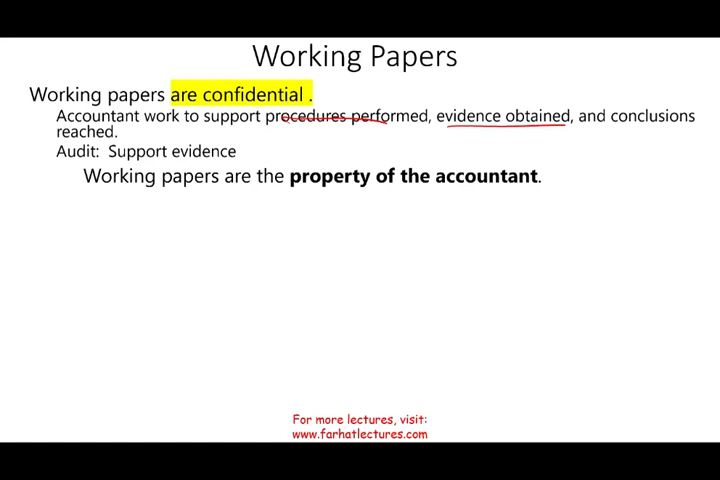 Working Papers
Working papers are confidential .
Accountant work to support procedures performed, evidence obtained, and conclusions
reached.
Audit: Support evidence
Working papers are the property of the accountant.
For more lectures, visit:
www.farhatlectures.com